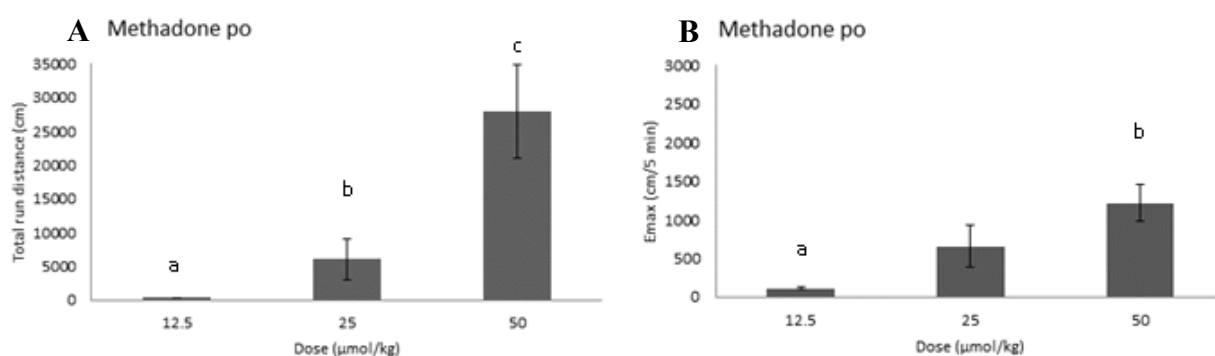 A Methadone po
c
35000
30000
25000
20000
15000
10000
5000
0
b
a
Total run distance (cm)
12.5 25 50
Dose (µmol/kg)
B Methadone po
3000
2500
2000
1500
1000
500
0
b
a
Emax (cm/5 min)
12.5 25 50
Dose (µmol/kg)